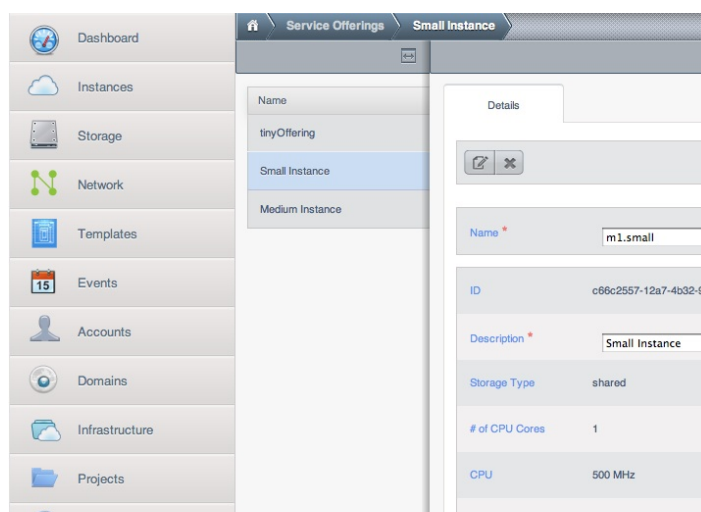 Service Offerings Small Instance
Dashboard
Instances
Storage
Network
Templates
15
Events
Accounts
Domains
Infrastructure
Projects
Name
tinyOffering
Small Instance
Medium Instance
Details
Name *
m1.small
ID
c66c2557-12a7-4b32-9
Description *
Small Instance
Storage Type
shared
# of CPU Cores
1
CPU
500 MHz